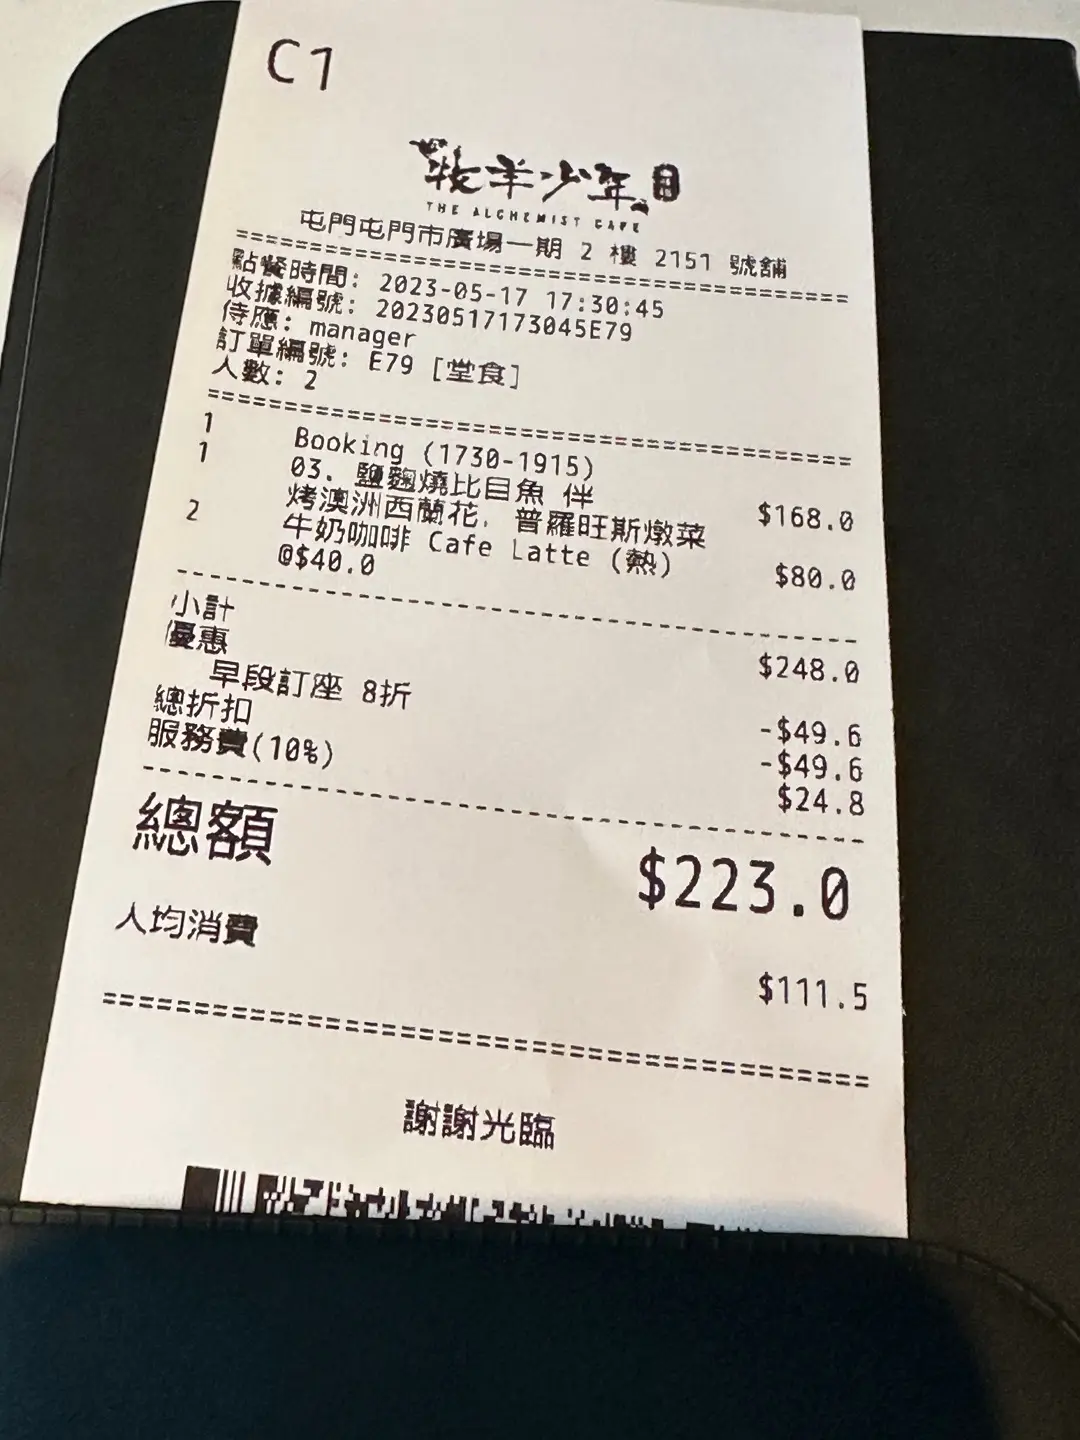 C1
牧羊少年
THE ALCHEMIST CAFE
屯門屯門市廣場一期 2 樓 2151 號舖
========================================
點餐時間: 2023-05-17 17:30:45
收據編號: 20230517173045E79
侍應: manager
訂單編號: E79 [堂食]
人數: 2
========================================
1 Booking (1730-1915)
1 03. 鹽麴燒比目魚 伴 $168.0
烤澳洲西蘭花, 普羅旺斯燉菜
2 牛奶咖啡 Cafe Latte (熱) $80.0
@$40.0
----------------------------------------
小計 $248.0
優惠
早段訂座 8折 -$49.6
總折扣 -$49.6
服務費(10%) $24.8
----------------------------------------
總額 $223.0
人均消費 $111.5
========================================
謝謝光臨